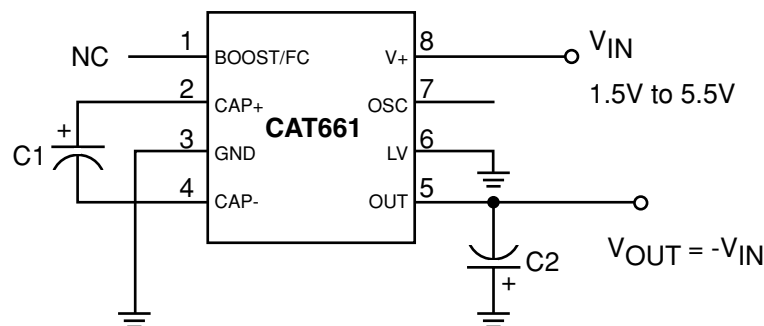 NC
1
BOOST/FC
V+
8
VIN
1.5V to 5.5V
2
CAP+
OSC
7
CAT661
+
C1
3
GND
LV
6
4
CAP-
OUT
5
VOUT = -VIN
C2
+